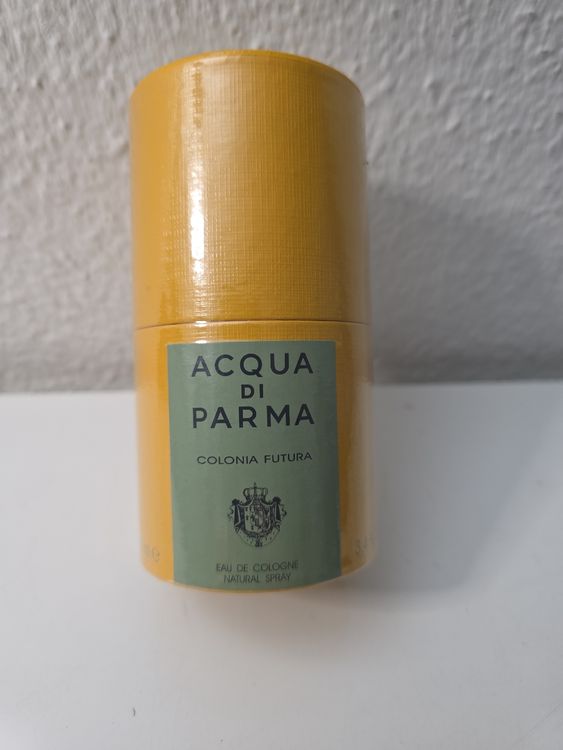 ACQUA
DI
PARMA
COLONIA FUTURA
EAU DE COLOGNE
NATURAL SPRAY